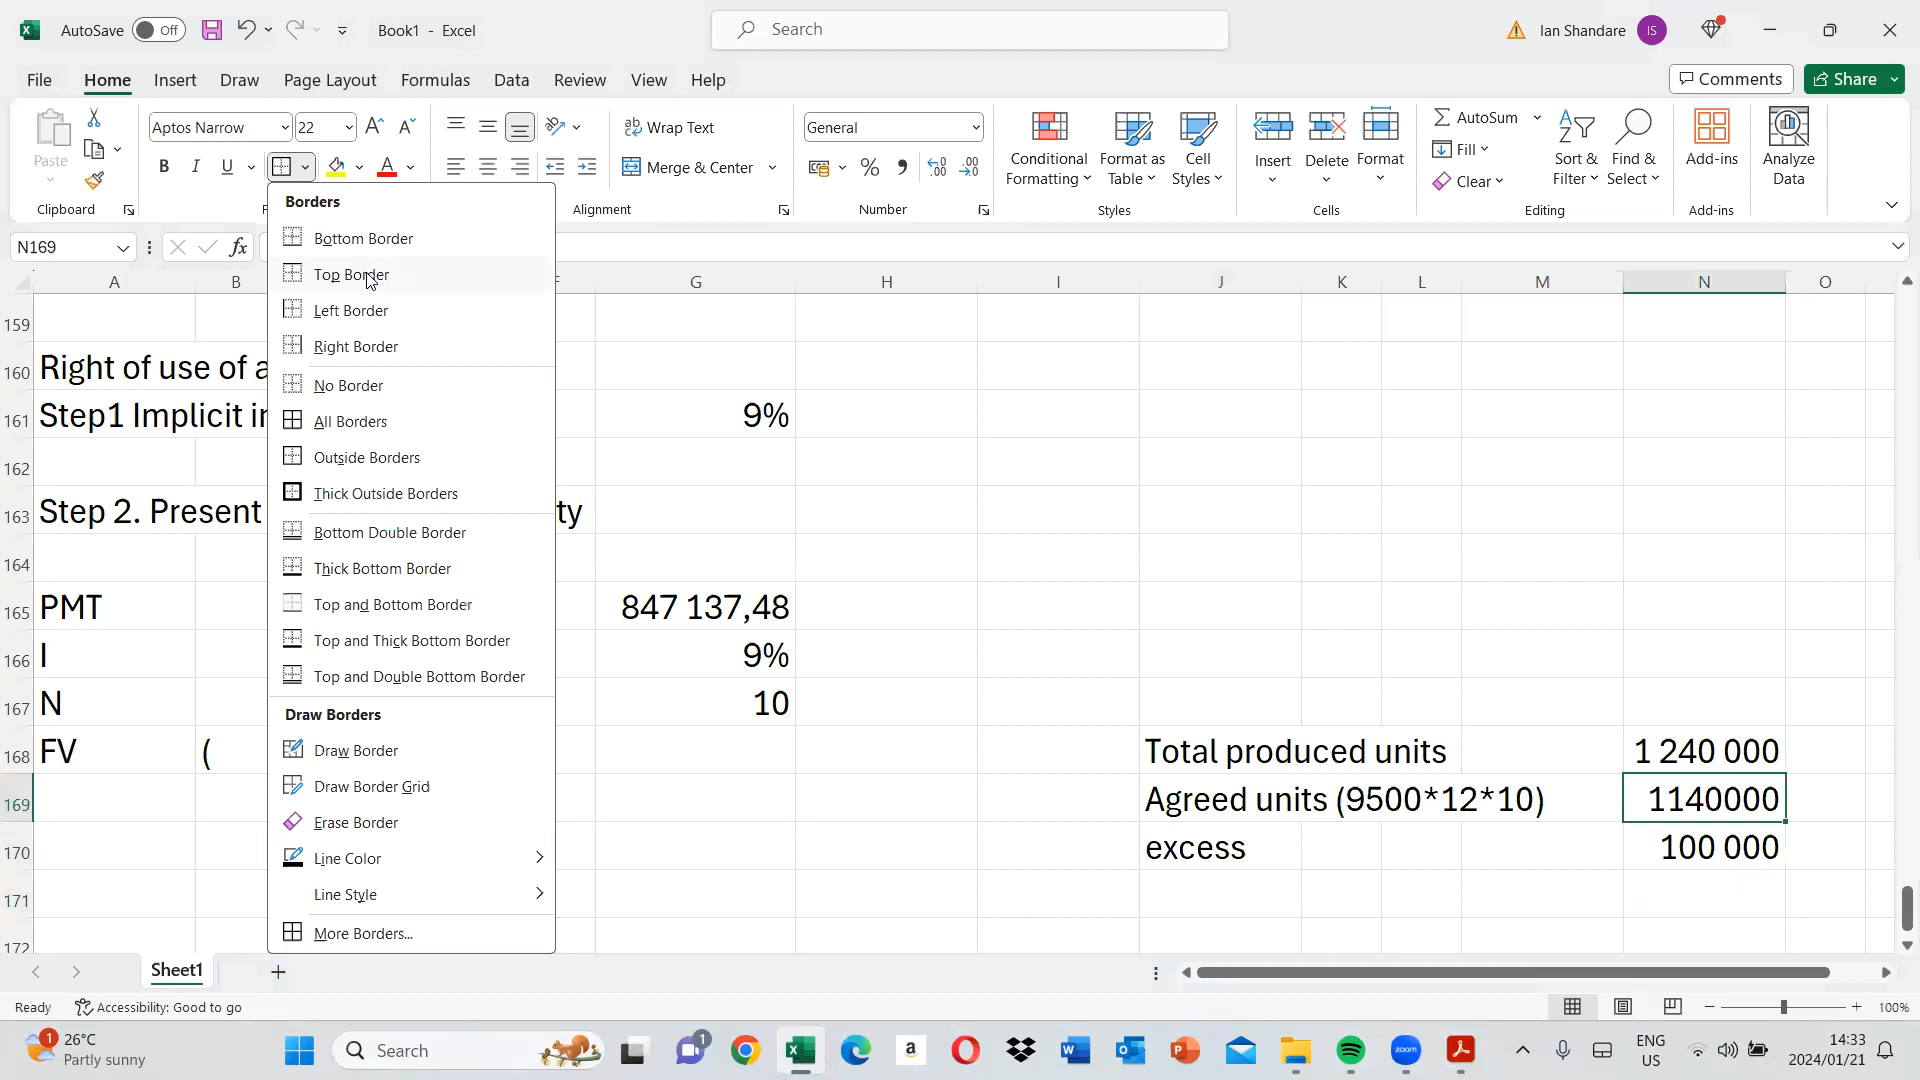 AutoSave Off Book1 - Excel Search Ian Shandare IS
File Home Insert Draw Page Layout Formulas Data Review View Help Comments Share
Paste
Clipboard
Aptos Narrow 22
B I U
Wrap Text
Merge & Center
Alignment
General
Number
Conditional Formatting
Format as Table
Cell Styles
Styles
Insert
Delete
Format
Cells
AutoSum
Fill
Clear
Sort & Filter
Find & Select
Editing
Add-ins
Add-ins
Analyze Data
N169 fx
A B G H I J K L M N O
Borders
Bottom Border
Top Border
Left Border
Right Border
No Border
All Borders
Outside Borders
Thick Outside Borders
Bottom Double Border
Thick Bottom Border
Top and Bottom Border
Top and Thick Bottom Border
Top and Double Bottom Border
Draw Borders
Draw Border
Draw Border Grid
Erase Border
Line Color
Line Style
More Borders...
159
160 Right of use of a
161 Step1 Implicit in 9%
162
163 Step 2. Present ty
164
165 PMT 847 137,48
166 I 9%
167 N 10
168 FV ( Total produced units 1 240 000
169 Agreed units (9500*12*10) 1140000
170 excess 100 000
171
172
Sheet1
Ready Accessibility: Good to go 100%
26°C
Partly sunny
Search
ENG
US
14:33
2024/01/21